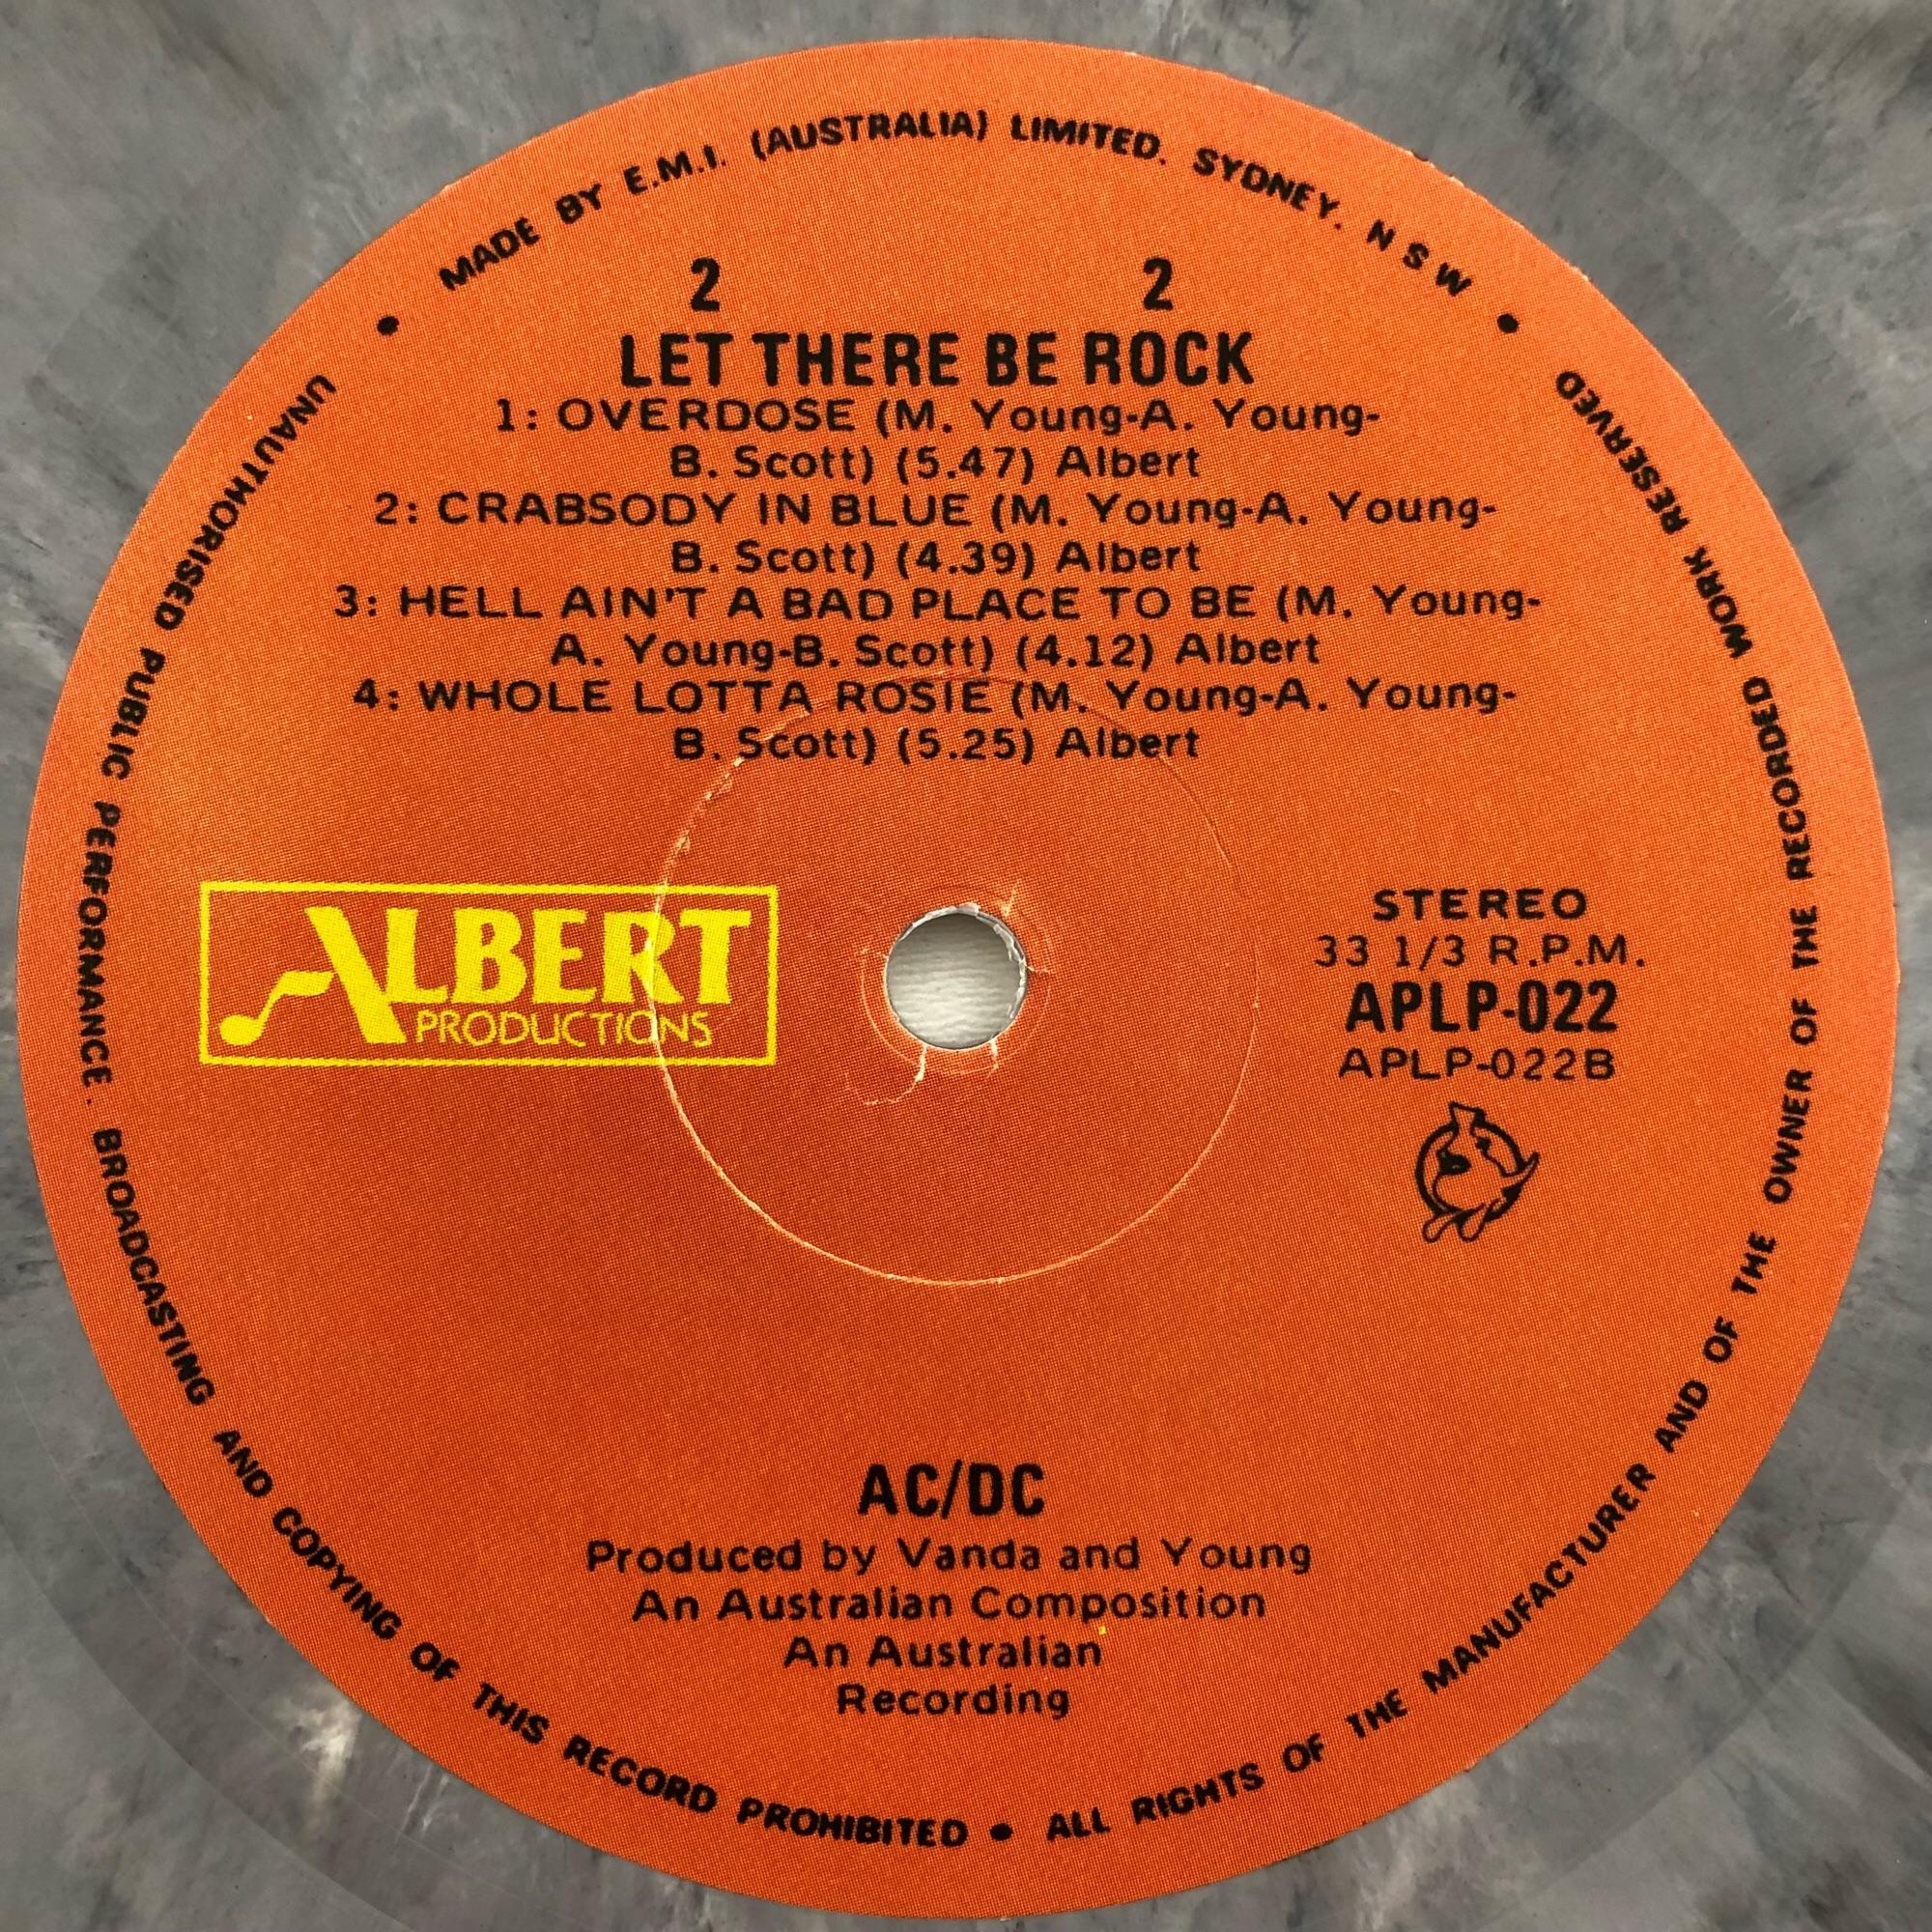 MADE BY E.M.I. (AUSTRALIA) LIMITED. SYDNEY. N S W •
2 2
LET THERE BE ROCK
1: OVERDOSE (M. Young-A. Young-
B. Scott) (5.47) Albert
2: CRABSODY IN BLUE (M. Young-A. Young-
B. Scott) (4.39) Albert
3: HELL AIN'T A BAD PLACE TO BE (M. Young-
A. Young-B. Scott) (4.12) Albert
4: WHOLE LOTTA ROSIE (M. Young-A. Young-
B. Scott) (5.25) Albert
ALBERT
PRODUCTIONS
STEREO
33 1/3 R.P.M.
APLP-022
APLP-022B
AC/DC
Produced by Vanda and Young
An Australian Composition
An Australian
Recording
UNAUTHORISED PUBLIC PERFORMANCE. BROADCASTING AND COPYING OF THIS RECORD PROHIBITED • ALL RIGHTS OF THE MANUFACTURER AND OF THE OWNER OF THE RECORDED WORK RESERVED